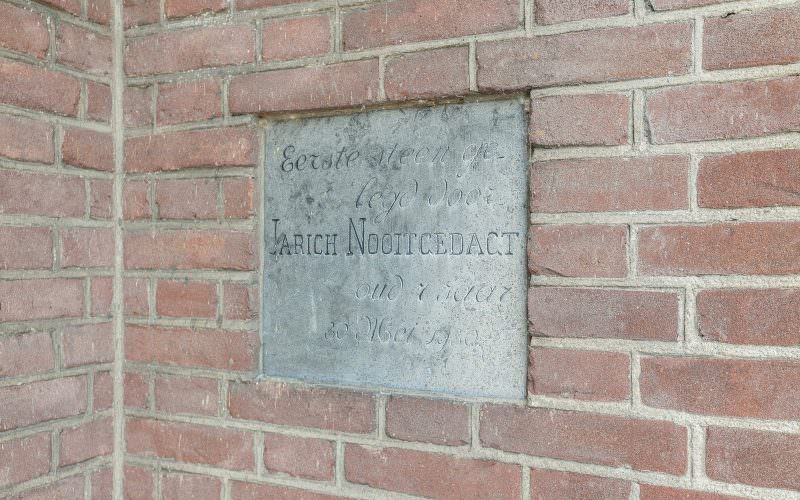 Eerste steen ge-
legd door
JARICH NOOITGEDACT
oud jaar
30 Mei